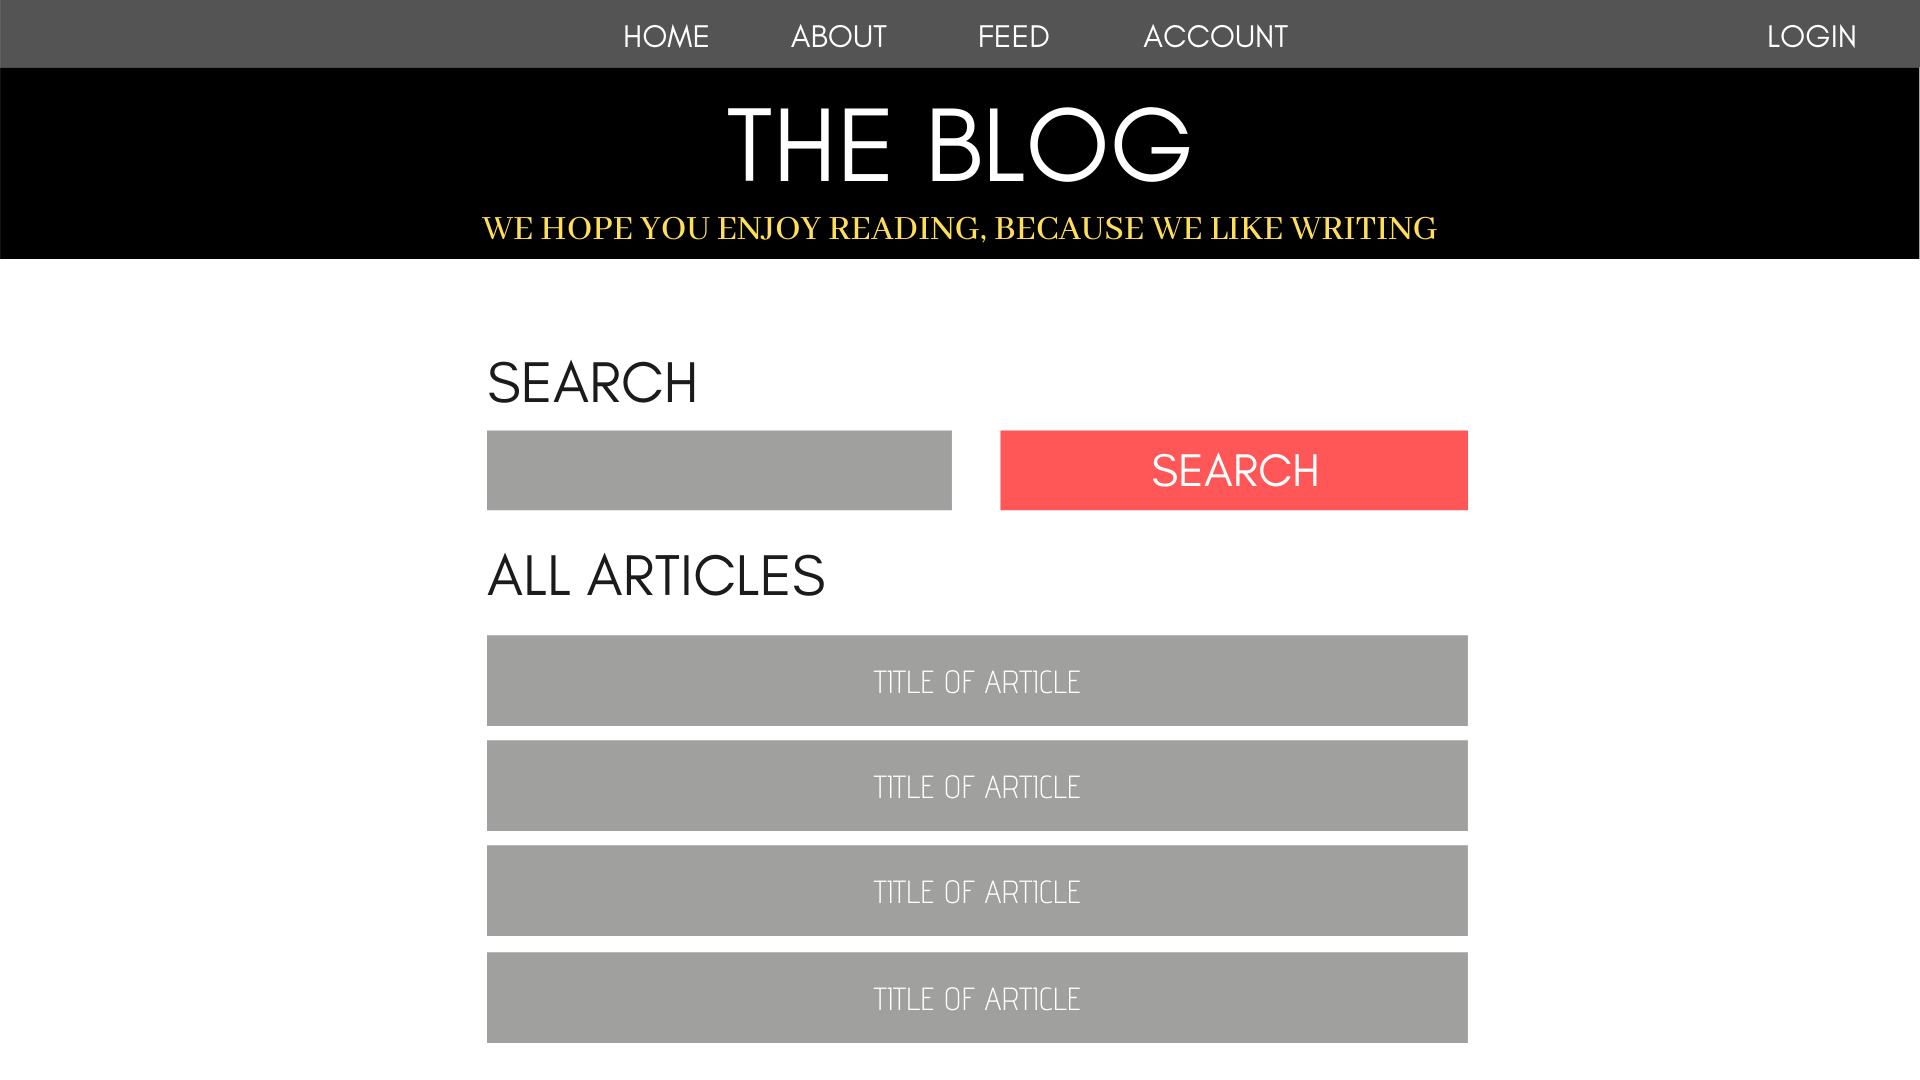 HOME ABOUT FEED ACCOUNT LOGIN
THE BLOG
WE HOPE YOU ENJOY READING, BECAUSE WE LIKE WRITING
SEARCH
SEARCH
ALL ARTICLES
TITLE OF ARTICLE
TITLE OF ARTICLE
TITLE OF ARTICLE
TITLE OF ARTICLE